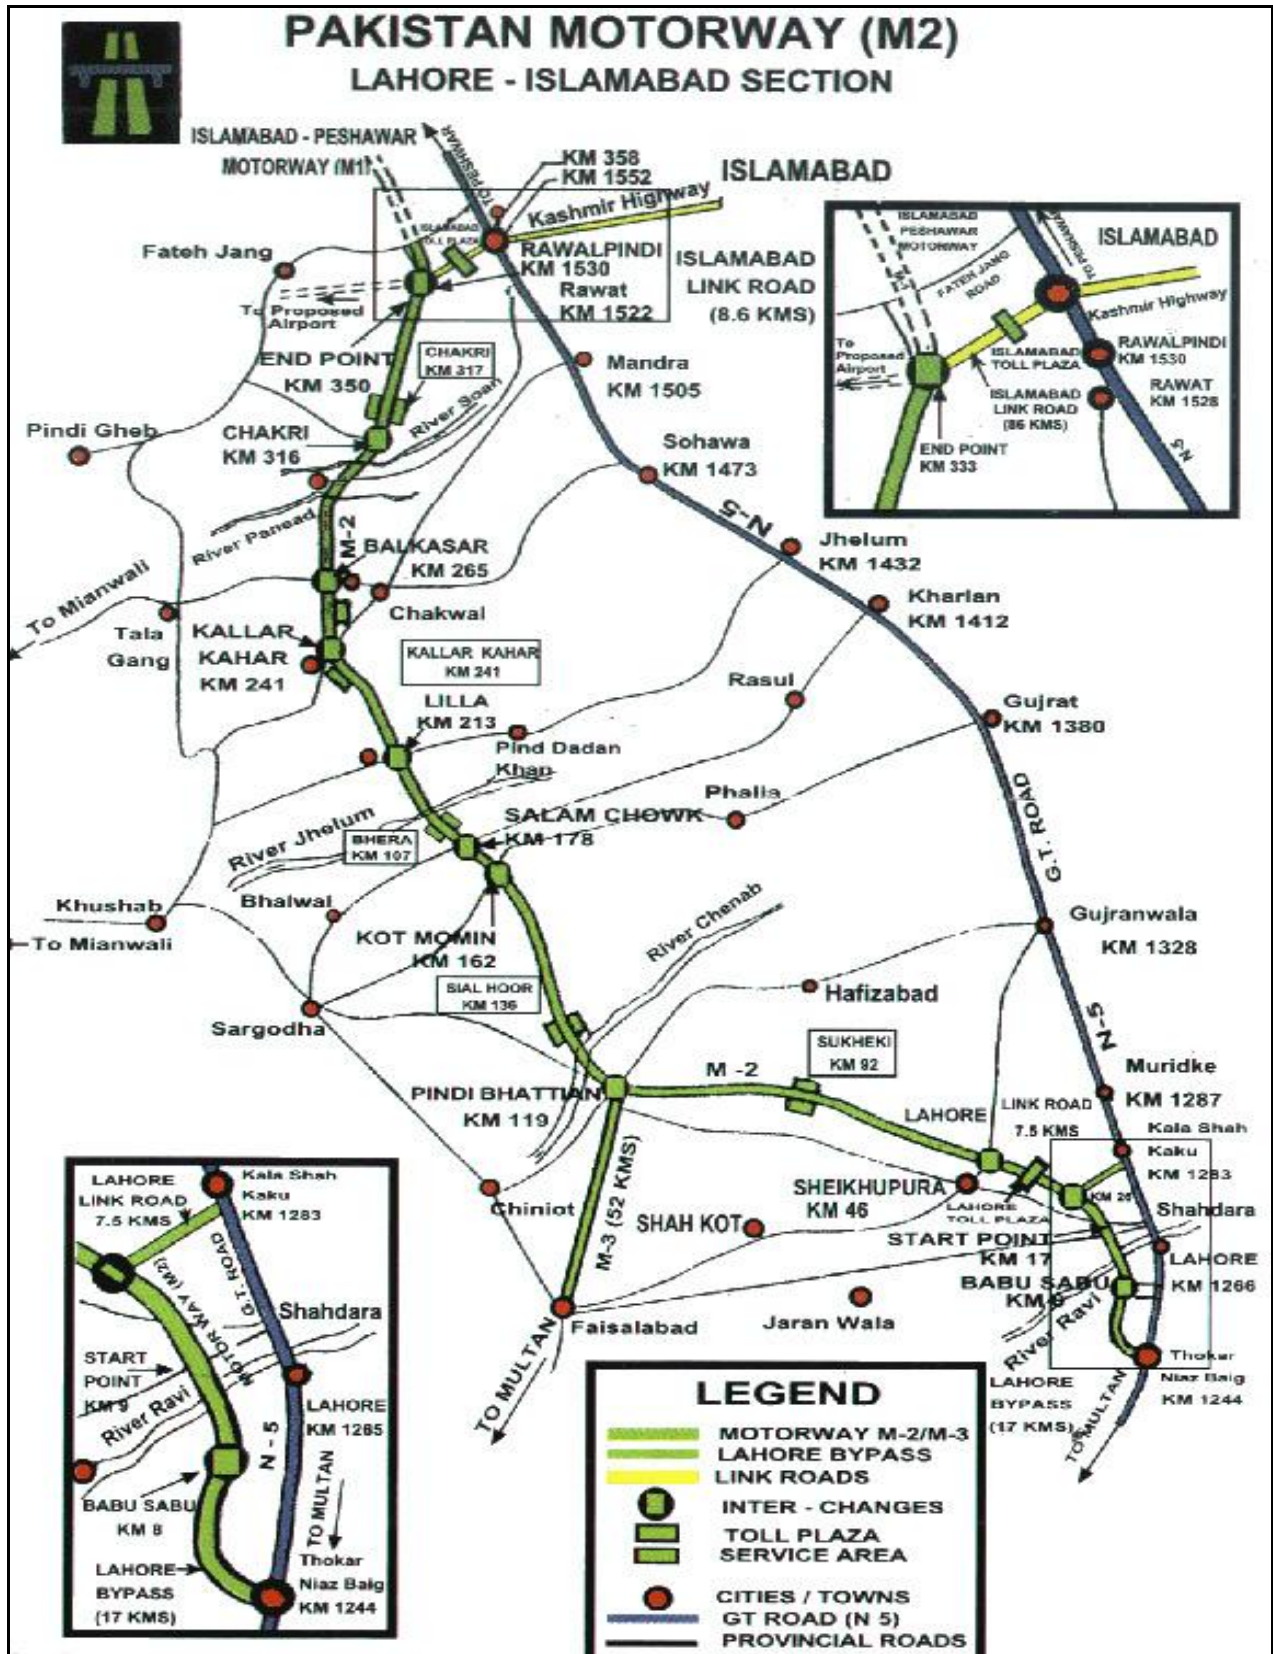 PAKISTAN MOTORWAY (M2)
LAHORE - ISLAMABAD SECTION
ISLAMABAD - PESHAWAR
MOTORWAY (M1)
TO PESHAWAR
KM 358
KM 1552
ISLAMABAD
Kashmir Highway
ISLAMABAD
TOLL PLAZA
Fateh Jang
RAWALPINDI
KM 1530
Rawat
KM 1522
ISLAMABAD
LINK ROAD
(8.6 KMS)
To Proposed
Airport
END POINT
KM 350
CHAKRI
KM 317
Mandra
KM 1505
River Soan
Pindi Gheb
CHAKRI
KM 316
Sohawa
KM 1473
River Panead
M-2
N-5
BALKASAR
KM 265
Jhelum
KM 1432
To Mianwali
Chakwal
Kharian
KM 1412
Tala
Gang
KALLAR
KAHAR
KM 241
KALLAR KAHAR
KM 241
Rasul
LILLA
KM 213
Gujrat
KM 1380
Pind Dadan
Khan
Phalia
G.T. ROAD
River Jhelum
SALAM CHOWK
KM 178
BHERA
KM 107
Khushab
To Mianwali
Bhalwal
River Chenab
Gujranwala
KM 1328
KOT MOMIN
KM 162
SIAL HOOR
KM 136
Hafizabad
Sargodha
N-5
SUKHEKI
KM 92
M -2
Muridke
KM 1287
PINDI BHATTIAN
KM 119
LAHORE
LINK ROAD
7.5 KMS
Kala Shah
Kaku
KM 1283
KM 26
SHEIKHUPURA
KM 46
LAHORE
TOLL PLAZA
Shahdara
Chiniot
M-3 (52 KMS)
SHAH KOT
START POINT
KM 17
LAHORE
KM 1266
BABU SABU
River Ravi
Faisalabad
Jaran Wala
TO MULTAN
Thokar
Niaz Baig
KM 1244
LAHORE
BYPASS
(17 KMS)
TO MULTAN
ISLAMABAD
PESHAWAR
MOTORWAY
TO PESHAWAR
ISLAMABAD
FATEH JANG
ROAD
Kashmir Highway
To
Proposed
Airport
ISLAMABAD
TOLL PLAZA
RAWALPINDI
KM 1530
ISLAMABAD
LINK ROAD
(86 KMS)
RAWAT
KM 1528
END POINT
KM 333
N-5
LAHORE
LINK ROAD
7.5 KMS
Kala Shah
Kaku
KM 1283
G.T. ROAD
MOTOR WAY (M2)
Shahdara
START
POINT
KM 9
River Ravi
LAHORE
KM 1265
N - 5
BABU SABU
KM 8
TO MULTAN
LAHORE
BYPASS
(17 KMS)
Thokar
Niaz Baig
KM 1244
LEGEND
MOTORWAY M-2/M-3
LAHORE BYPASS
LINK ROADS
INTER - CHANGES
TOLL PLAZA
SERVICE AREA
CITIES / TOWNS
GT ROAD (N 5)
PROVINCIAL ROADS